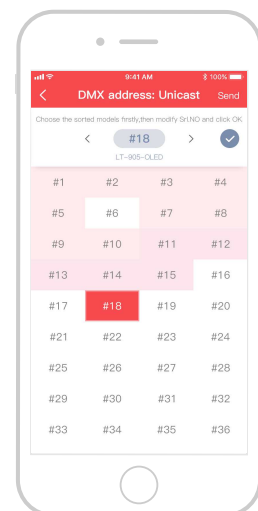 9:41 AM 100%
DMX address: Unicast Send
Choose the sorted models firstly,then modify Srl.NO and click OK
< #18 >
LT-905-OLED
#1 #2 #3 #4
#5 #6 #7 #8
#9 #10 #11 #12
#13 #14 #15 #16
#17 #18 #19 #20
#21 #22 #23 #24
#25 #26 #27 #28
#29 #30 #31 #32
#33 #34 #35 #36